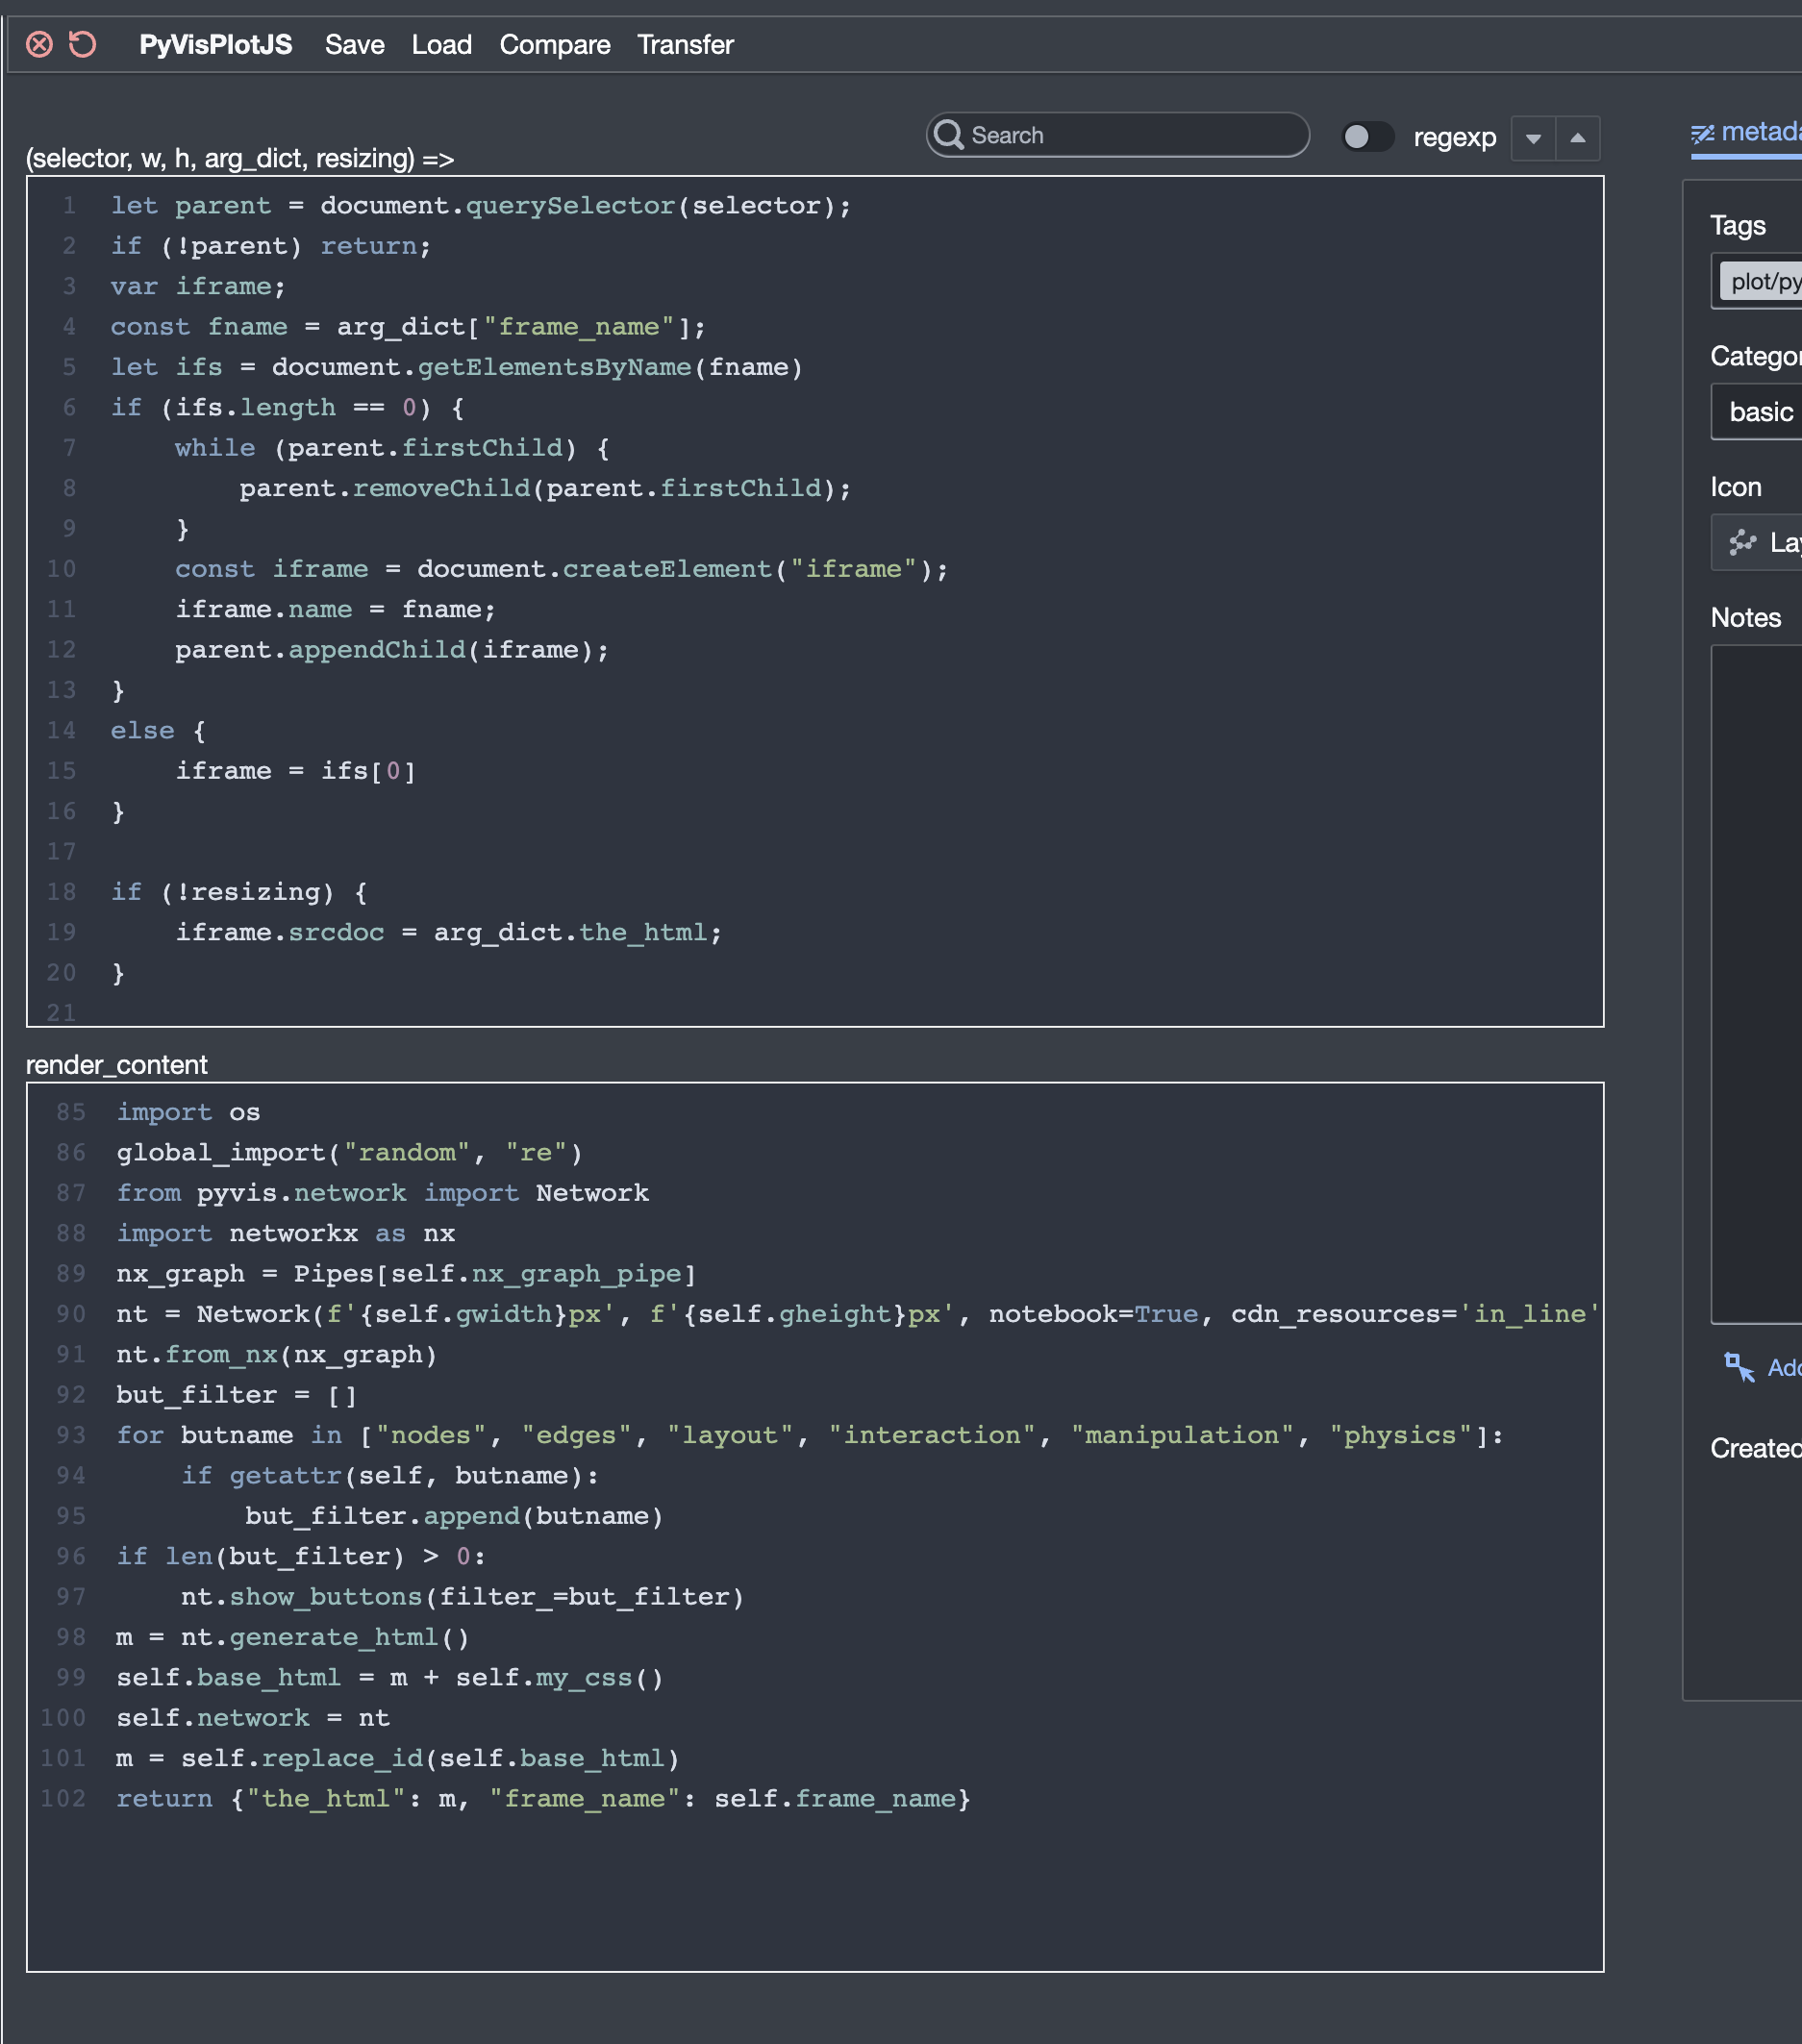 PyVisPlotJS Save Load Compare Transfer
Search regexp
(selector, w, h, arg_dict, resizing) =>
1 let parent = document.querySelector(selector);
2 if (!parent) return;
3 var iframe;
4 const fname = arg_dict["frame_name"];
5 let ifs = document.getElementsByName(fname)
6 if (ifs.length == 0) {
7     while (parent.firstChild) {
8         parent.removeChild(parent.firstChild);
9     }
10     const iframe = document.createElement("iframe");
11     iframe.name = fname;
12     parent.appendChild(iframe);
13 }
14 else {
15     iframe = ifs[0]
16 }
17
18 if (!resizing) {
19     iframe.srcdoc = arg_dict.the_html;
20 }
21
render_content
85 import os
86 global_import("random", "re")
87 from pyvis.network import Network
88 import networkx as nx
89 nx_graph = Pipes[self.nx_graph_pipe]
90 nt = Network(f'{self.gwidth}px', f'{self.gheight}px', notebook=True, cdn_resources='in_line'
91 nt.from_nx(nx_graph)
92 but_filter = []
93 for butname in ["nodes", "edges", "layout", "interaction", "manipulation", "physics"]:
94     if getattr(self, butname):
95         but_filter.append(butname)
96 if len(but_filter) > 0:
97     nt.show_buttons(filter_=but_filter)
98 m = nt.generate_html()
99 self.base_html = m + self.my_css()
100 self.network = nt
101 m = self.replace_id(self.base_html)
102 return {"the_html": m, "frame_name": self.frame_name}
metada
Tags
plot/py
Categor
basic
Icon
Lay
Notes
Add
Created